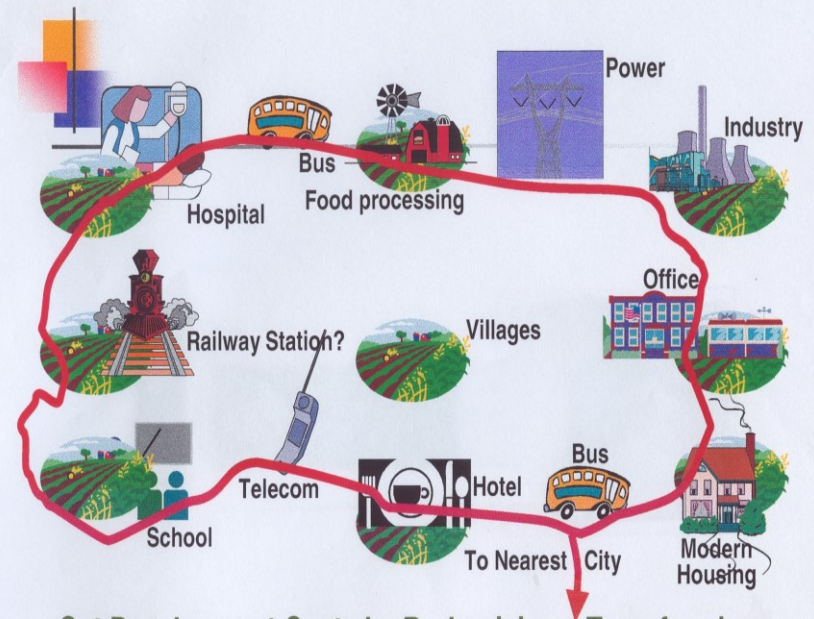 Power
Industry
Bus
Hospital
Food processing
Office
Railway Station?
Villages
Bus
Telecom
Hotel
School
To Nearest City
Modern
Housing